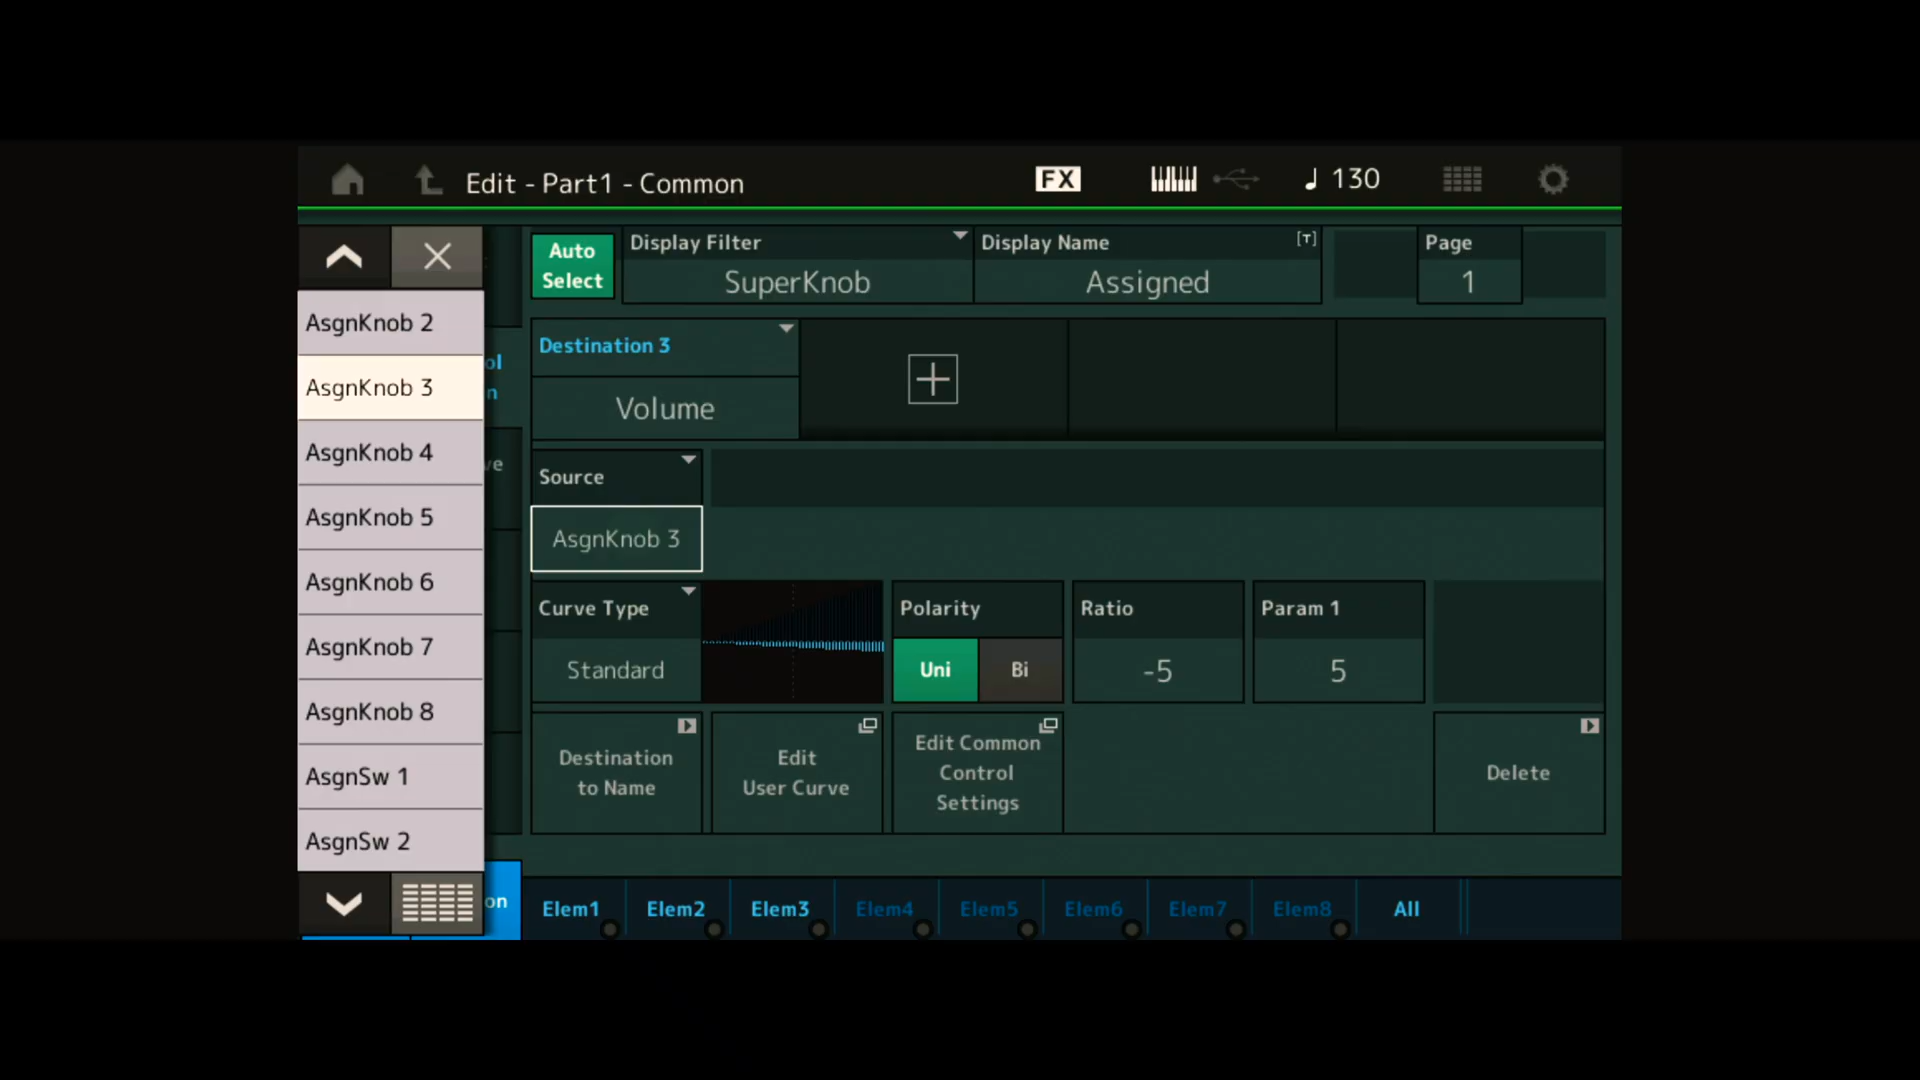 Edit - Part1 - Common
FX
130
Auto
Select
Display Filter
SuperKnob
Display Name
[T]
Assigned
Page
1
AsgnKnob 2
AsgnKnob 3
AsgnKnob 4
AsgnKnob 5
AsgnKnob 6
AsgnKnob 7
AsgnKnob 8
AsgnSw 1
AsgnSw 2
ol
n
ve
on
Destination 3
Volume
Source
AsgnKnob 3
Curve Type
Standard
Polarity
Uni
Bi
Ratio
-5
Param 1
5
Destination
to Name
Edit
User Curve
Edit Common
Control
Settings
Delete
Elem1
Elem2
Elem3
Elem4
Elem5
Elem6
Elem7
Elem8
All